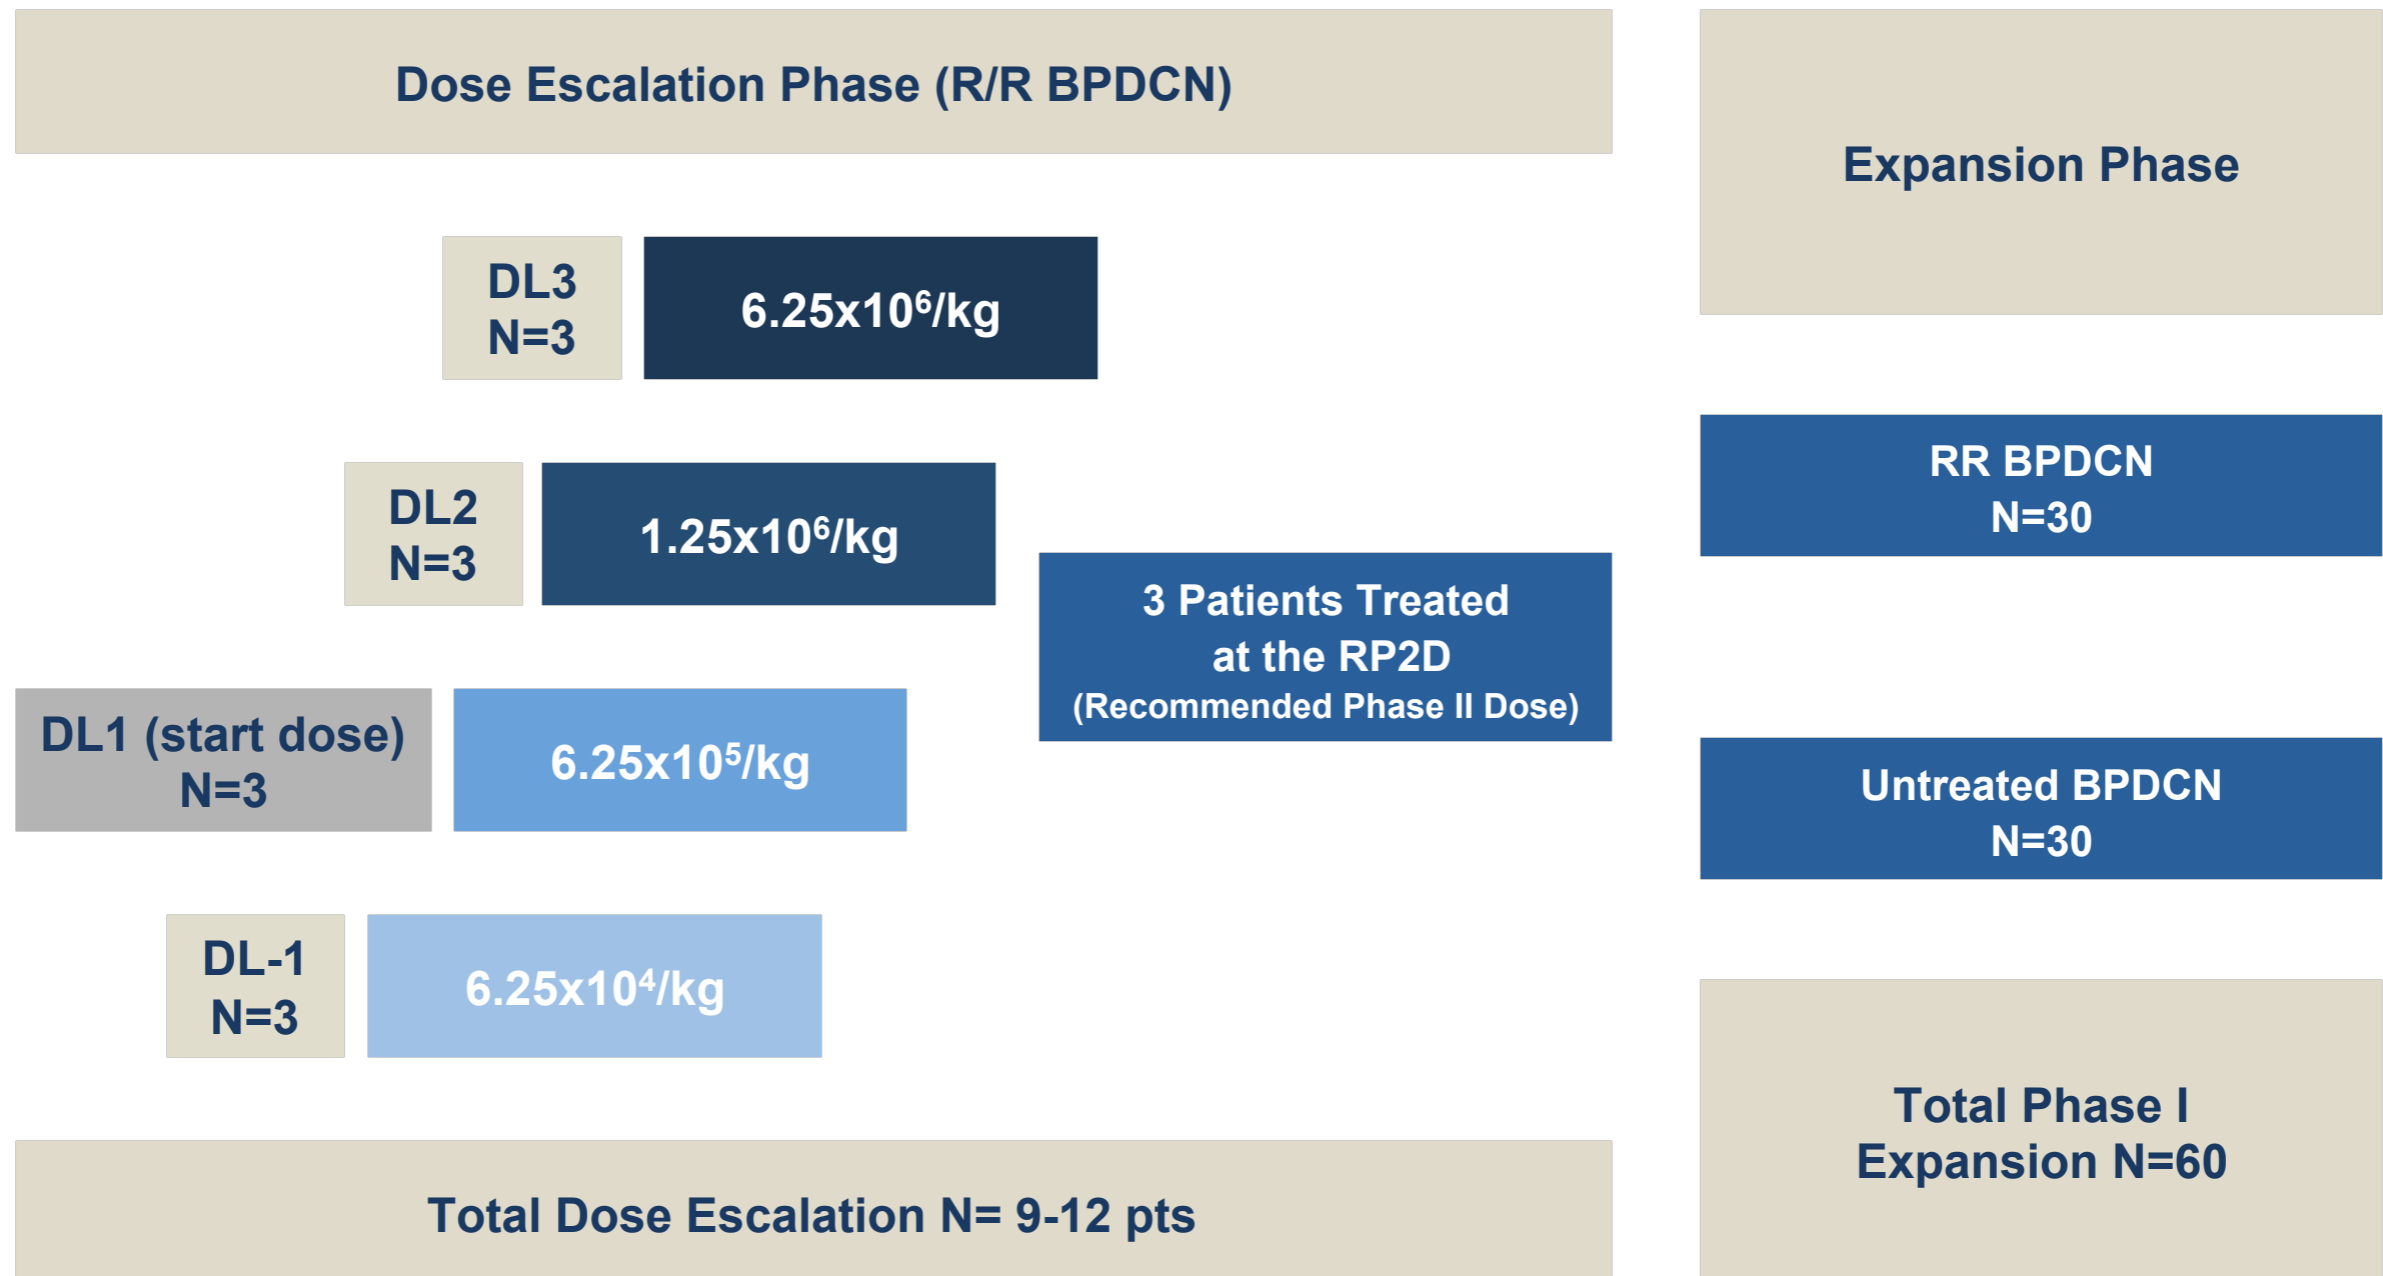 Dose Escalation Phase (R/R BPDCN)
DL3
N=3
6.25x10⁶/kg
DL2
N=3
1.25x10⁶/kg
DL1 (start dose)
N=3
6.25x10⁵/kg
DL-1
N=3
6.25x10⁴/kg
3 Patients Treated
at the RP2D
(Recommended Phase II Dose)
Total Dose Escalation N= 9-12 pts
Expansion Phase
RR BPDCN
N=30
Untreated BPDCN
N=30
Total Phase I
Expansion N=60